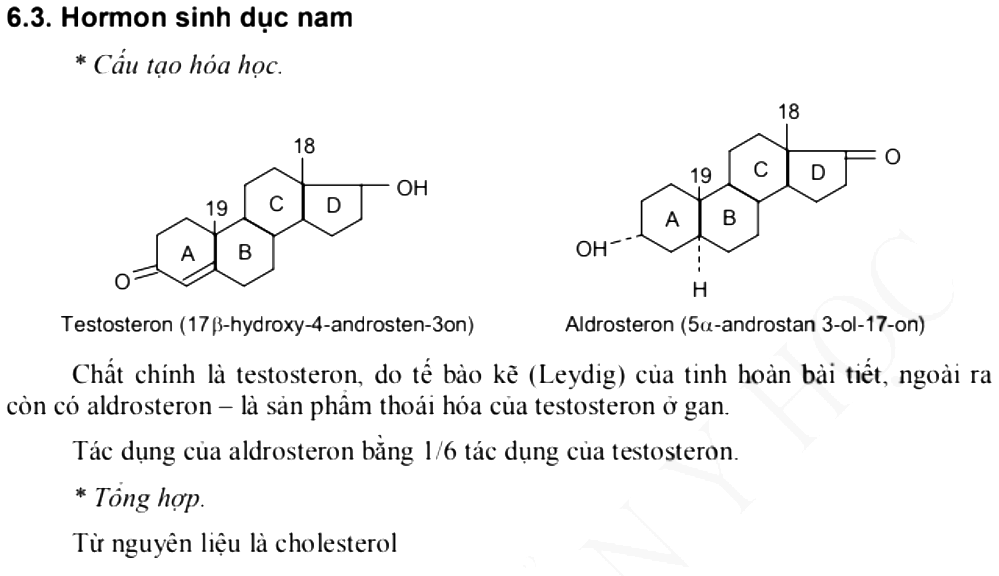 6.3. Hormon sinh dục nam
* Cấu tạo hóa học.
18
OH
19
C
D
A
B
O
Testosteron (17β-hydroxy-4-androsten-3on)
18
O
19
C
D
A
B
OH
H
Aldrosteron (5α-androstan 3-ol-17-on)
Chất chính là testosteron, do tế bào kẽ (Leydig) của tinh hoàn bài tiết, ngoài ra
còn có aldrosteron – là sản phẩm thoái hóa của testosteron ở gan.
Tác dụng của aldrosteron bằng 1/6 tác dụng của testosteron.
* Tổng hợp.
Từ nguyên liệu là cholesterol
N Y HỌC